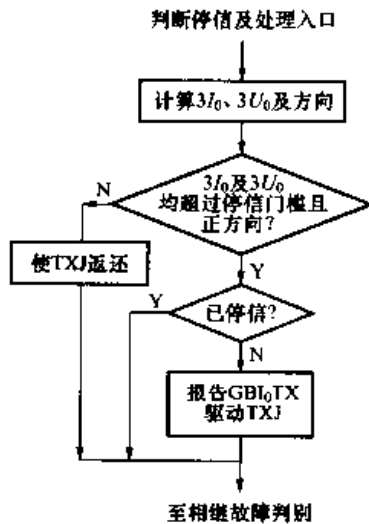 判断停信及处理入口
计算3I₀、3U₀及方向
3I₀及3U₀
均超过停信门槛且
正方向?
N
Y
使TXJ返还
已停信?
Y
N
报告GBI₀TX
驱动TXJ
至相继故障判别